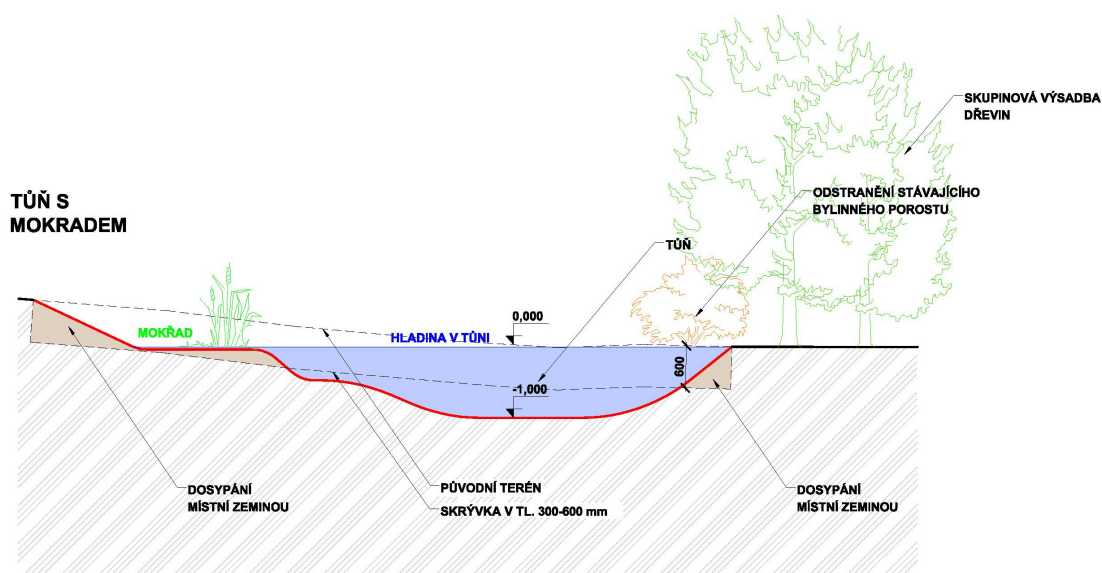 SKUPINOVÁ VÝSADBA
DŘEVIN
TŮŇ S
MOKRADEM
ODSTRANĚNÍ STÁVAJÍCÍHO
BYLINNÉHO POROSTU
TŮŇ
0,000
MOKŘAD
HLADINA V TŮNI
600
-1,000
DOSYPÁNÍ
MÍSTNÍ ZEMINOU
PŮVODNÍ TERÉN
SKRÝVKA V TL. 300-600 mm
DOSYPÁNÍ
MÍSTNÍ ZEMINOU